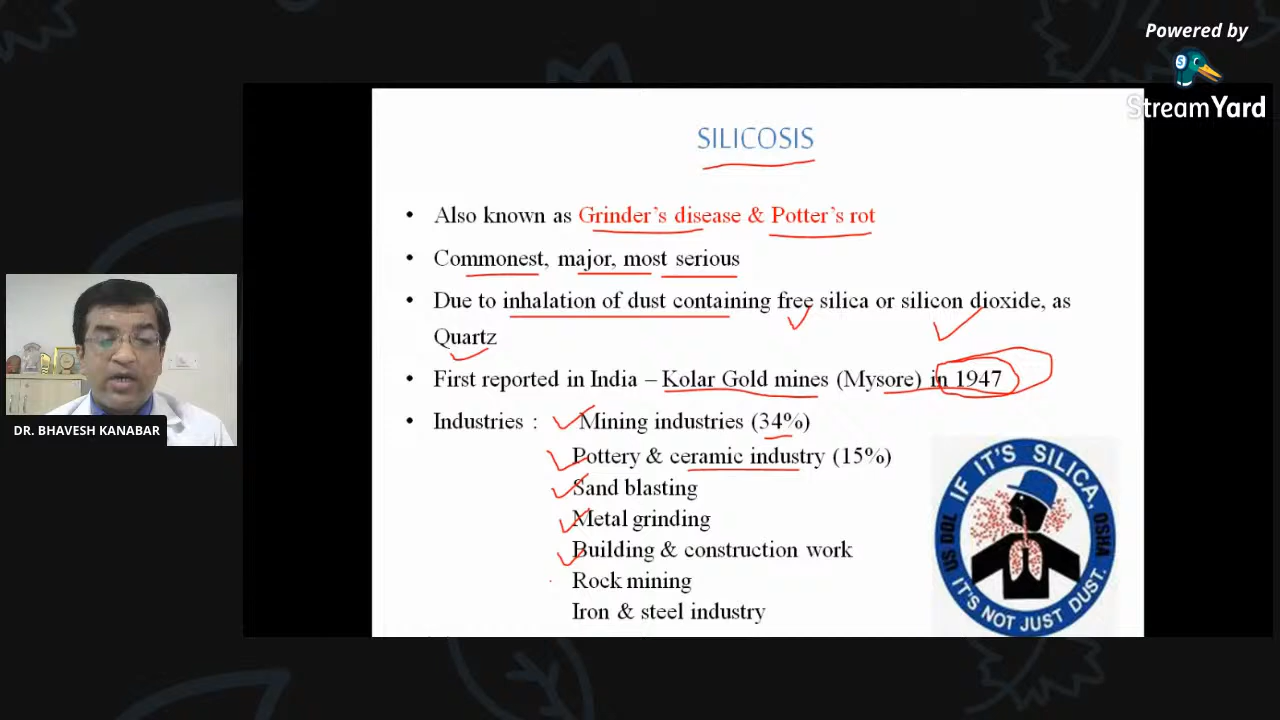 Powered by
StreamYard
SILICOSIS
• Also known as Grinder's disease & Potter's rot
• Commonest, major, most serious
• Due to inhalation of dust containing free silica or silicon dioxide, as
Quartz
• First reported in India – Kolar Gold mines (Mysore) in 1947
• Industries : Mining industries (34%)
Pottery & ceramic industry (15%)
Sand blasting
Metal grinding
Building & construction work
Rock mining
Iron & steel industry
DR. BHAVESH KANABAR
IF IT'S SILICA,
IT'S NOT JUST DUST.
US DOL
OSHA